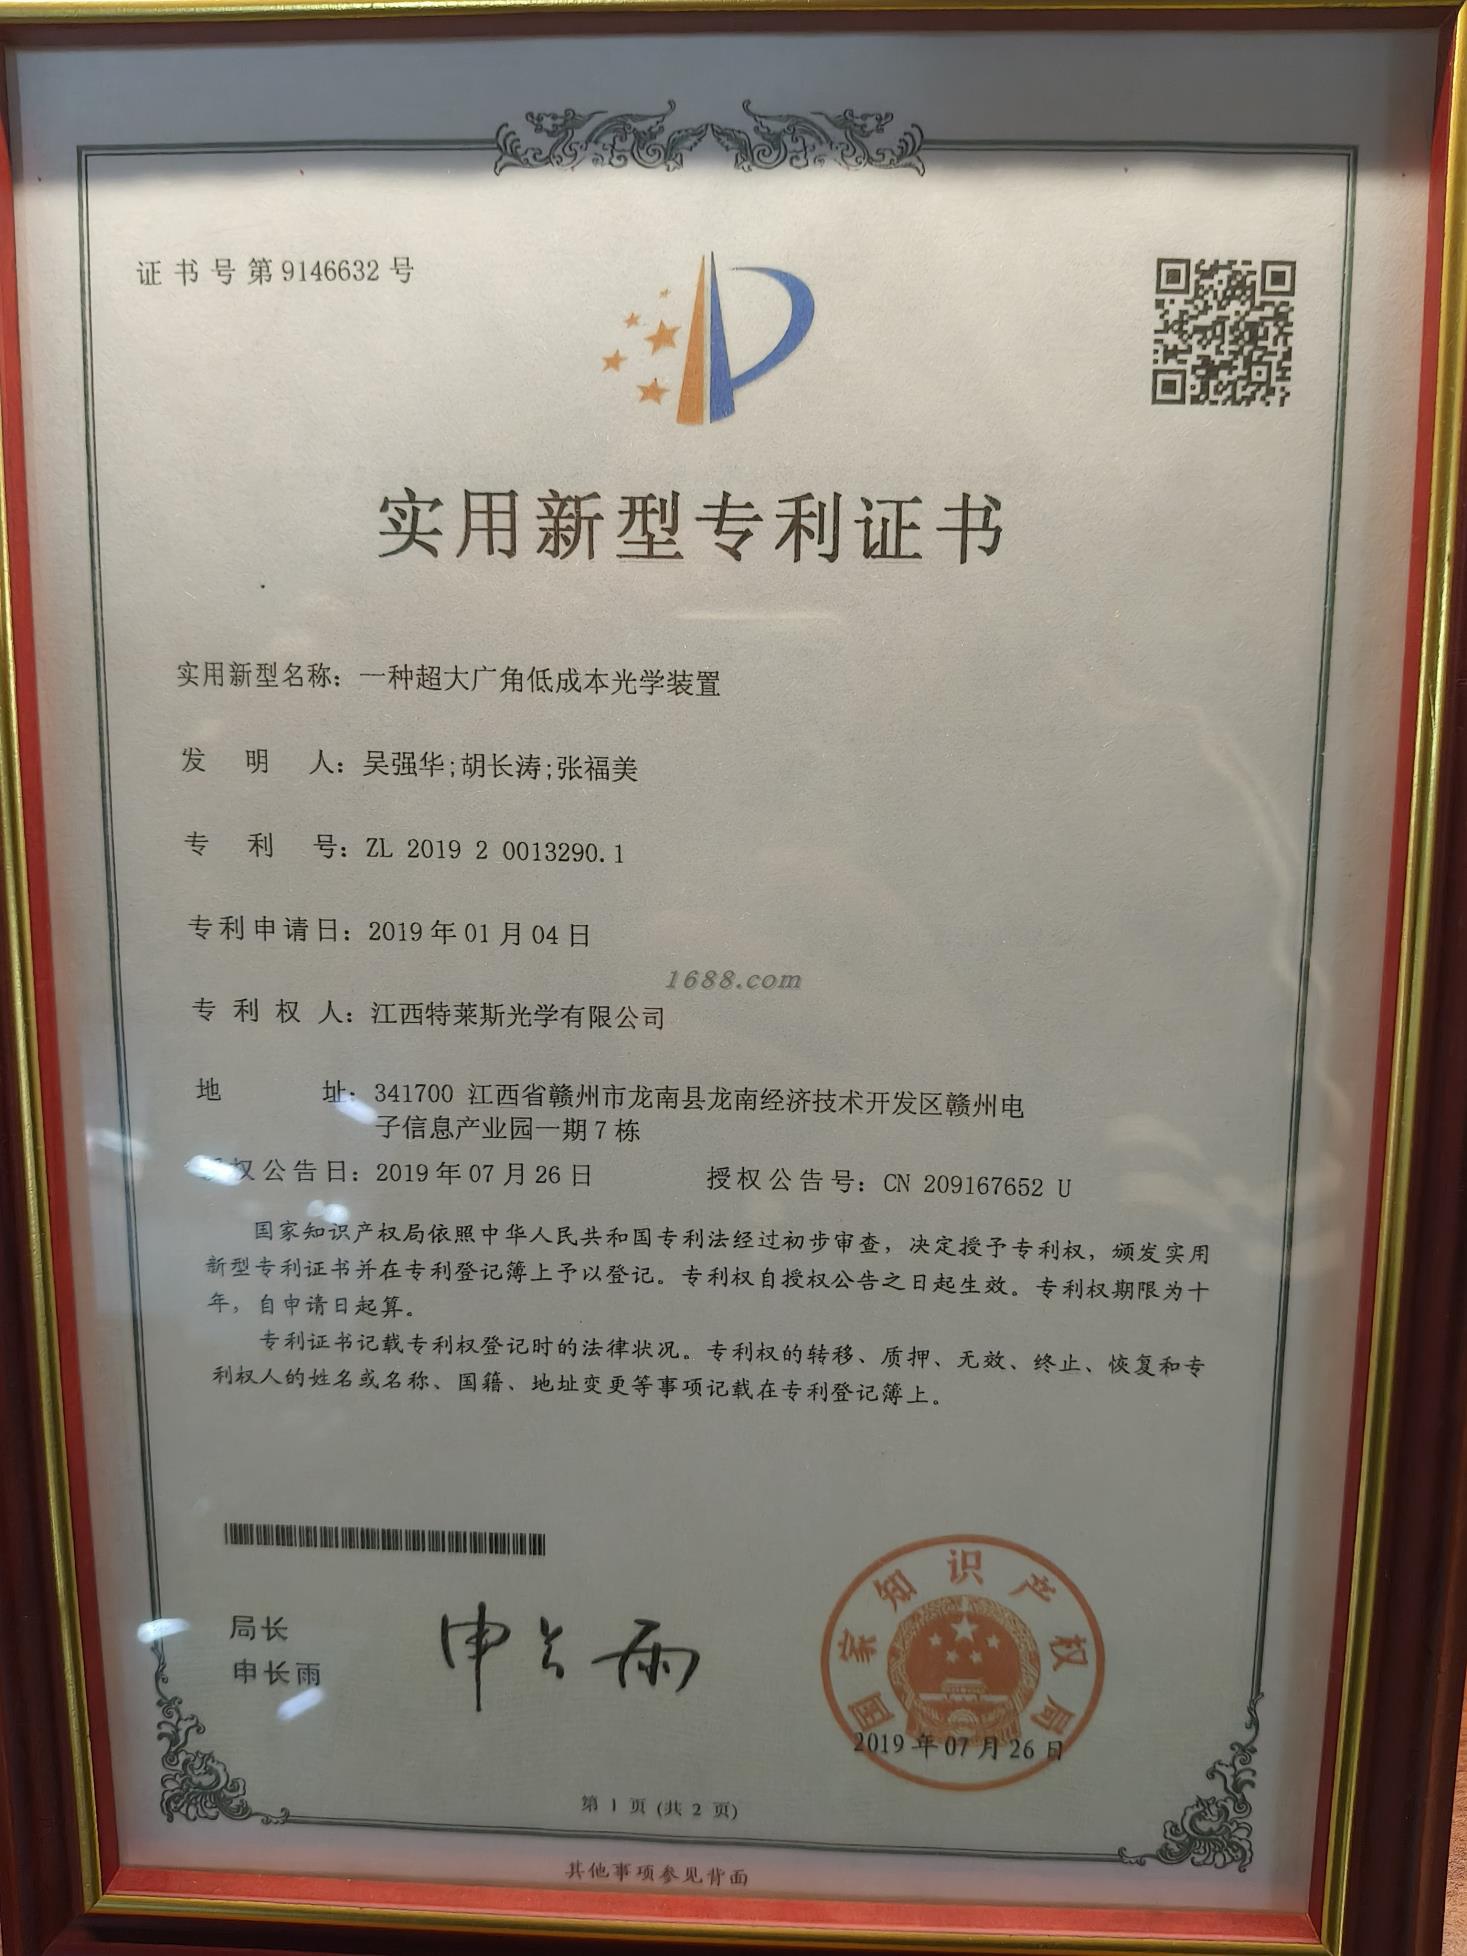 证书号第9146632号
实用新型专利证书
实用新型名称：一种超大广角低成本光学装置
发明人：吴强华;胡长涛;张福美
专利号：ZL 2019 2 0013290.1
专利申请日：2019年01月04日
1688.com
专利权人：江西特莱斯光学有限公司
地址：341700 江西省赣州市龙南县龙南经济技术开发区赣州电
子信息产业园一期7栋
授权公告日：2019年07月26日 授权公告号：CN 209167652 U
国家知识产权局依照中华人民共和国专利法经过初步审查，决定授予专利权，颁发实用
新型专利证书并在专利登记簿上予以登记。专利权自授权公告之日起生效。专利权期限为十
年，自申请日起算。
专利证书记载专利权登记时的法律状况。专利权的转移、质押、无效、终止、恢复和专
利权人的姓名或名称、国籍、地址变更等事项记载在专利登记簿上。
局长
申长雨
申长雨
国家知识产权局
2019年07月26日
第 1 页 (共 2 页)
其他事项参见背面